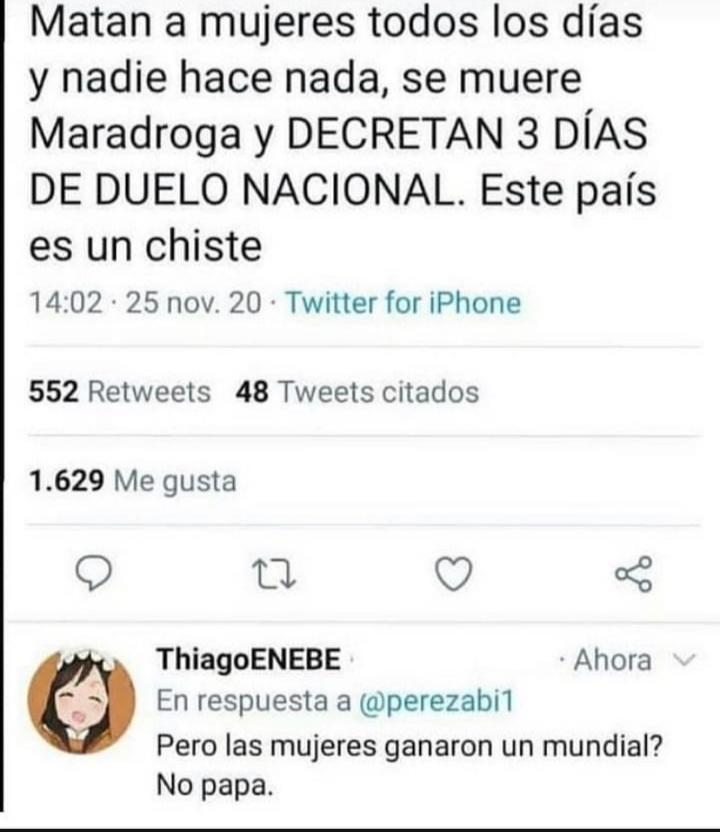 Matan a mujeres todos los días
y nadie hace nada, se muere
Maradroga y DECRETAN 3 DÍAS
DE DUELO NACIONAL. Este país
es un chiste
14:02 · 25 nov. 20 · Twitter for iPhone
552 Retweets 48 Tweets citados
1.629 Me gusta
ThiagoENEBE · Ahora
En respuesta a @perezabi1
Pero las mujeres ganaron un mundial?
No papa.